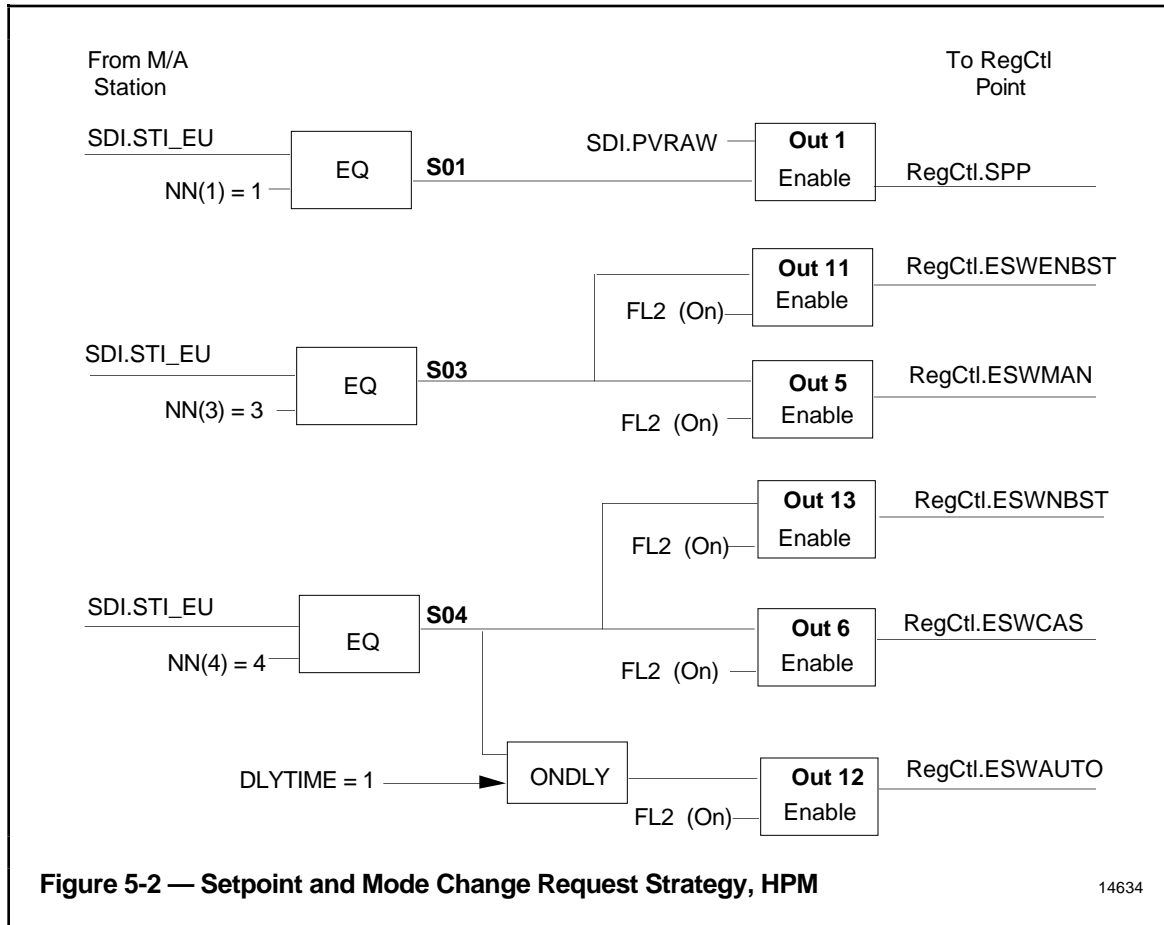 From M/A
Station
To RegCtl
Point
SDI.STI_EU
NN(1) = 1
EQ
S01
SDI.PVRAW
Out 1
Enable
RegCtl.SPP
SDI.STI_EU
NN(3) = 3
EQ
S03
FL2 (On)
Out 11
Enable
RegCtl.ESWENBST
FL2 (On)
Out 5
Enable
RegCtl.ESWMAN
SDI.STI_EU
NN(4) = 4
EQ
S04
FL2 (On)
Out 13
Enable
RegCtl.ESWNBST
FL2 (On)
Out 6
Enable
RegCtl.ESWCAS
DLYTIME = 1
ONDLY
FL2 (On)
Out 12
Enable
RegCtl.ESWAUTO
Figure 5-2 — Setpoint and Mode Change Request Strategy, HPM
14634